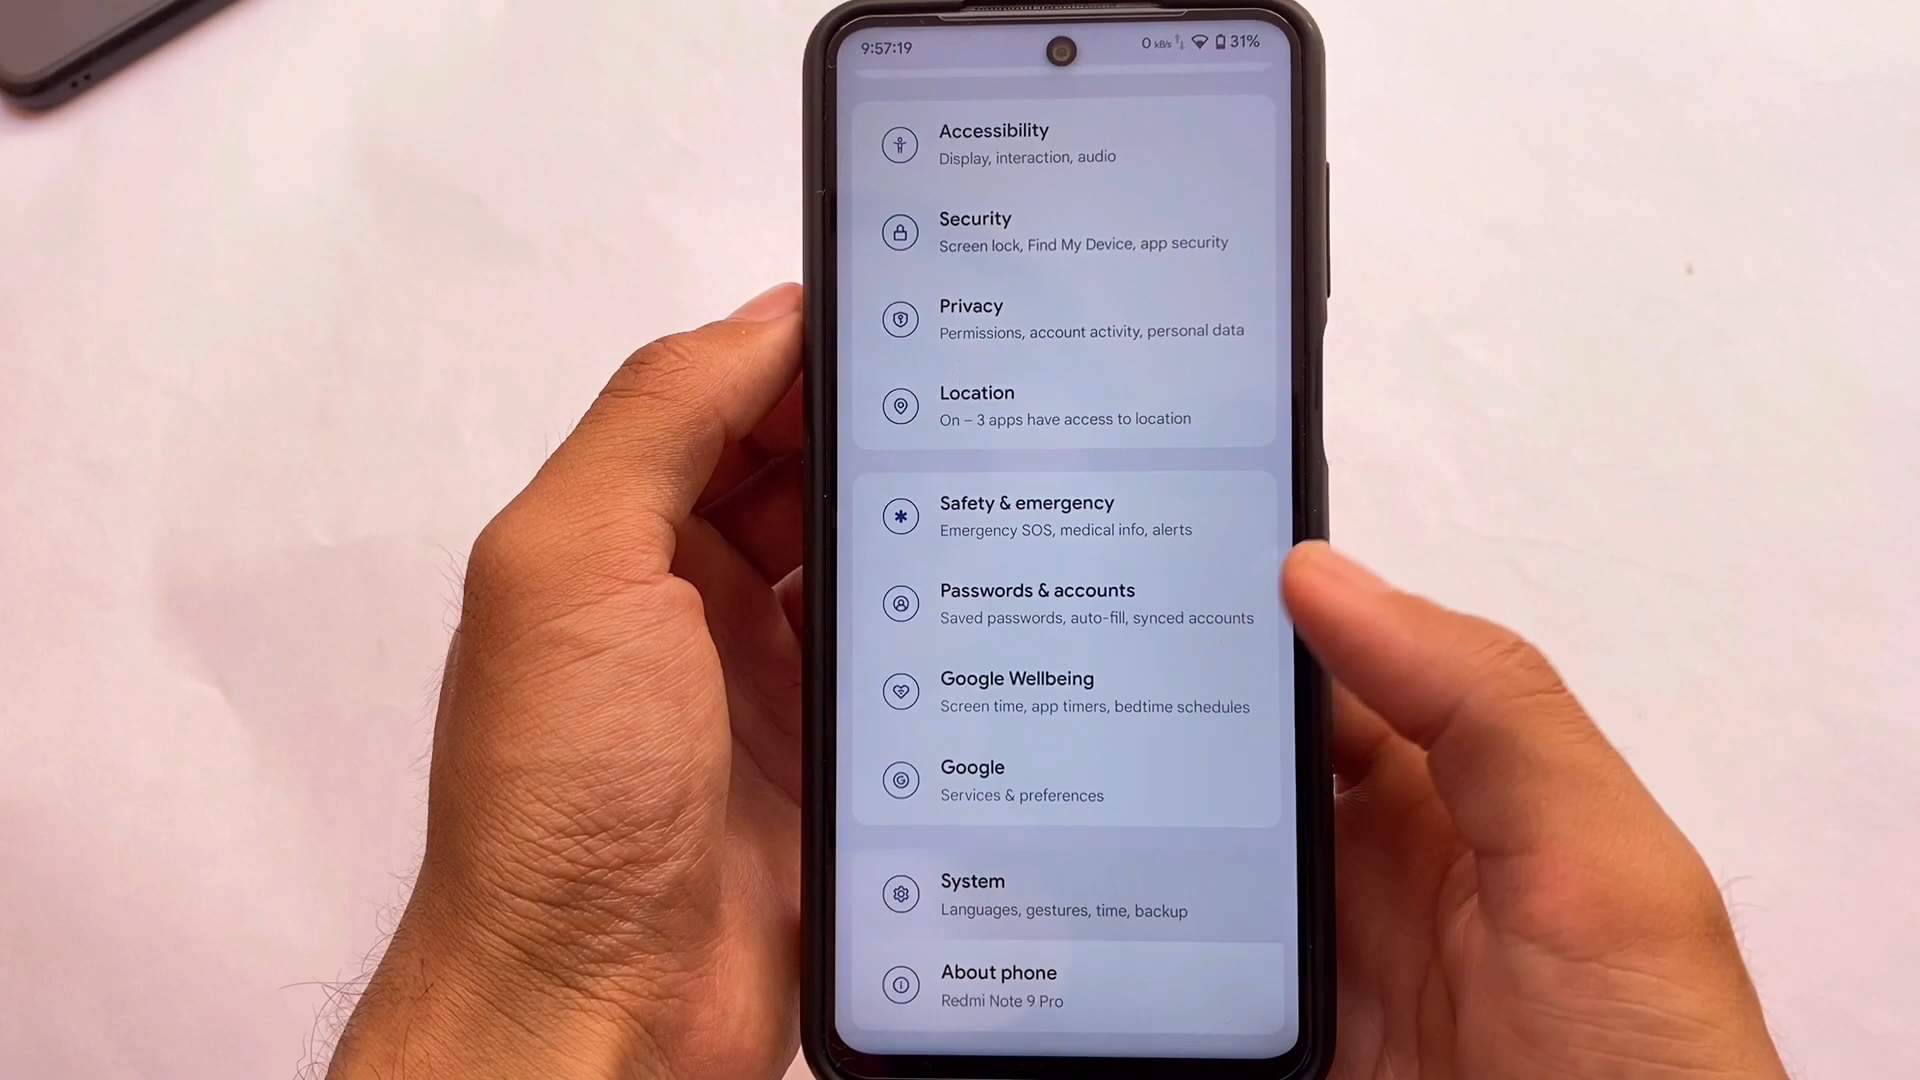 9:57:19
0 kB/s 31%
Accessibility
Display, interaction, audio
Security
Screen lock, Find My Device, app security
Privacy
Permissions, account activity, personal data
Location
On – 3 apps have access to location
Safety & emergency
Emergency SOS, medical info, alerts
Passwords & accounts
Saved passwords, auto-fill, synced accounts
Google Wellbeing
Screen time, app timers, bedtime schedules
Google
Services & preferences
System
Languages, gestures, time, backup
About phone
Redmi Note 9 Pro